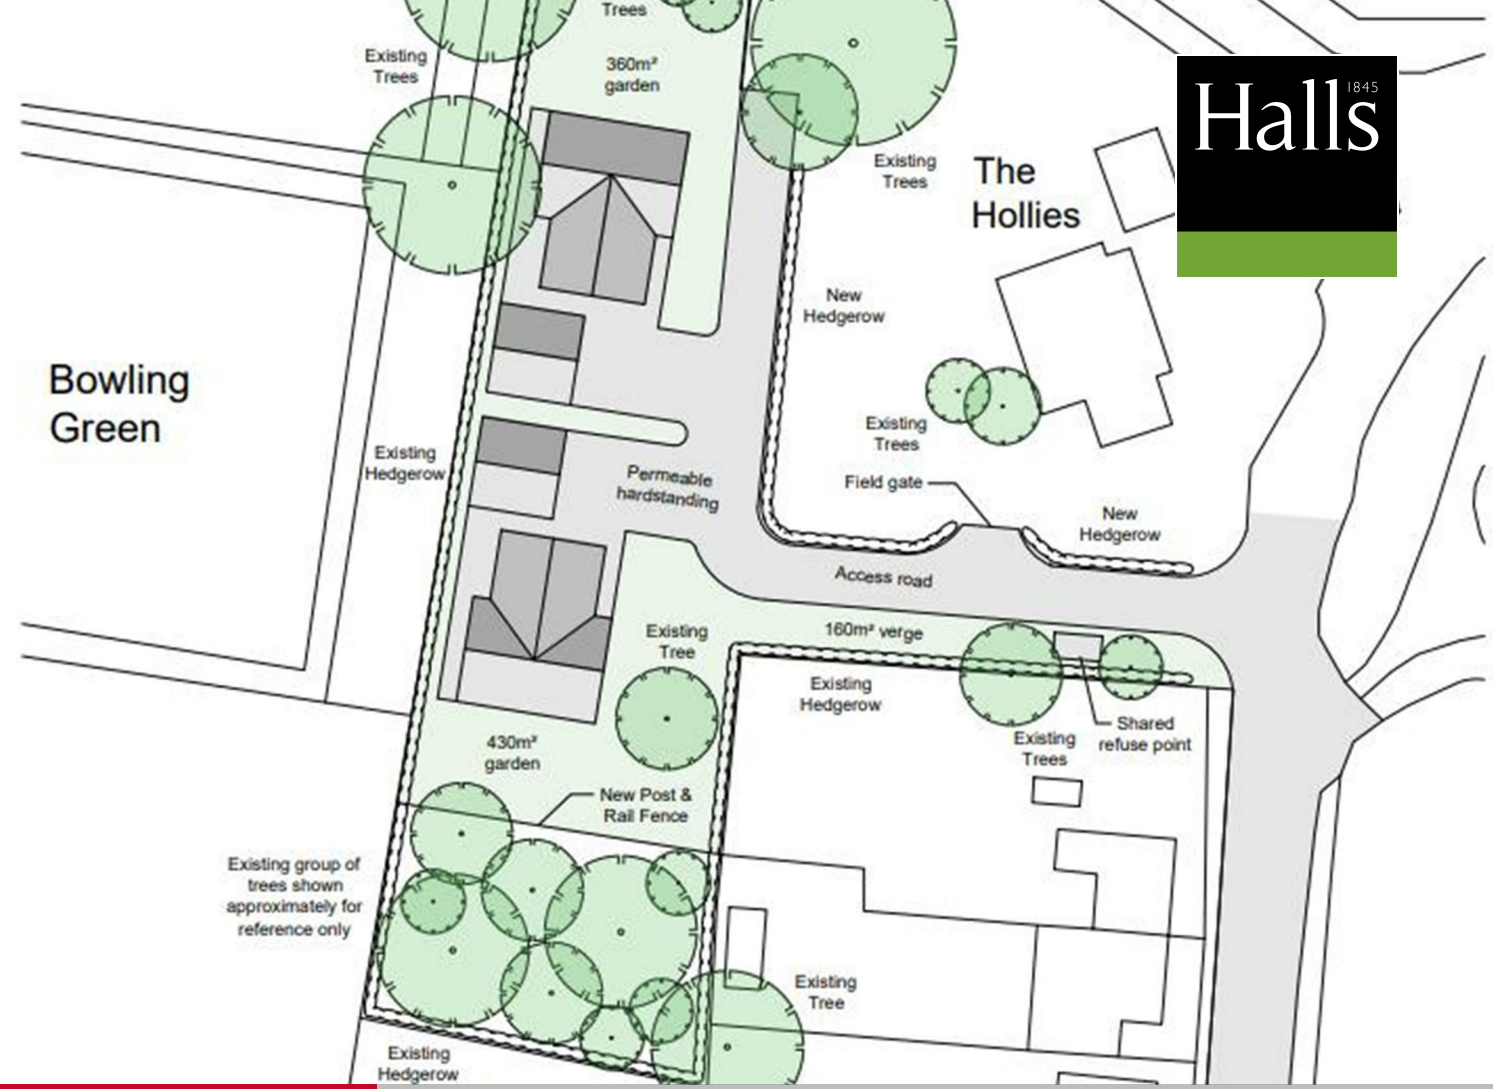 Trees
Existing
Trees
360m²
garden
Existing
Trees
The
Hollies
Halls
1845
New
Hedgerow
Bowling
Green
Existing
Trees
Existing
Hedgerow
Permeable
hardstanding
Field gate
New
Hedgerow
Access road
160m² verge
Existing
Tree
Existing
Hedgerow
Shared
refuse point
Existing
Trees
430m²
garden
New Post &
Rail Fence
Existing group of
trees shown
approximately for
reference only
Existing
Tree
Existing
Hedgerow